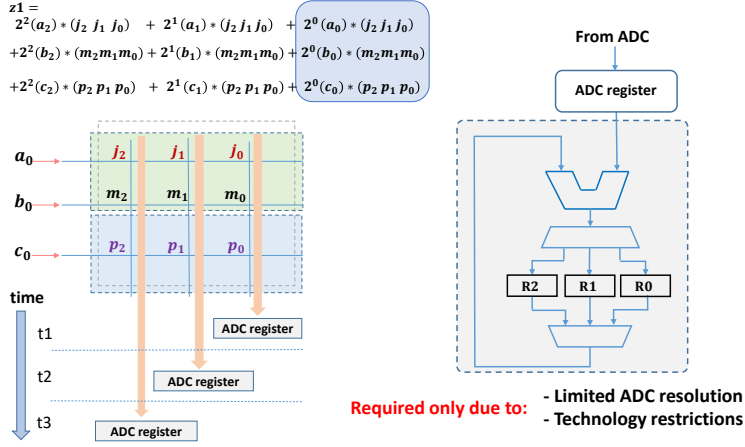 z1 =
2²(a₂) ∗ (j₂ j₁ j₀) + 2¹(a₁) ∗ (j₂ j₁ j₀) + 2⁰(a₀) ∗ (j₂ j₁ j₀)
+2²(b₂) ∗ (m₂m₁m₀) + 2¹(b₁) ∗ (m₂m₁m₀) + 2⁰(b₀) ∗ (m₂m₁m₀)
+2²(c₂) ∗ (p₂ p₁ p₀) + 2¹(c₁) ∗ (p₂ p₁ p₀) + 2⁰(c₀) ∗ (p₂ p₁ p₀)
a₀ j₂ j₁ j₀
b₀ m₂ m₁ m₀
c₀ p₂ p₁ p₀
time
t1 ADC register
t2 ADC register
t3 ADC register
From ADC
ADC register
R2 R1 R0
Required only due to:
- Limited ADC resolution
- Technology restrictions